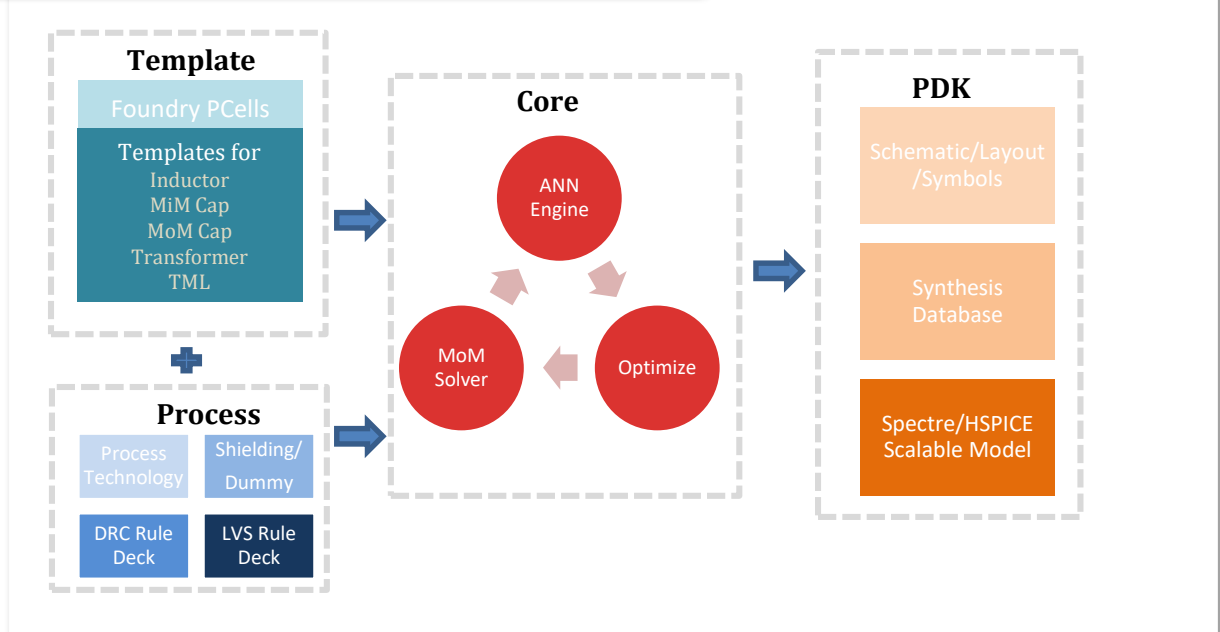 Template
Foundry PCells
Templates for
Inductor
MiM Cap
MoM Cap
Transformer
TML
Process
Process
Technology
Shielding/
Dummy
DRC Rule
Deck
LVS Rule
Deck
Core
ANN
Engine
MoM
Solver
Optimize
PDK
Schematic/Layout
/Symbols
Synthesis
Database
Spectre/HSPICE
Scalable Model